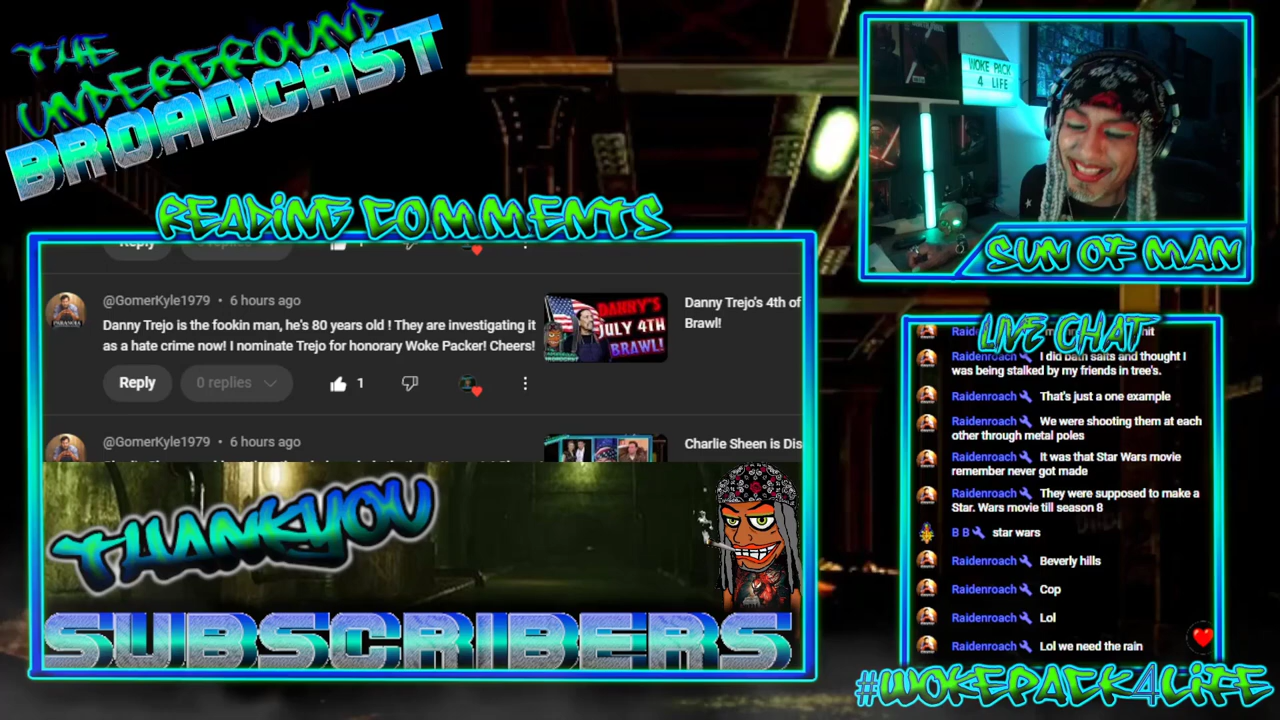 THE
UNDERGROUND
BROADCAST
WOKE PACK
4 LIFE
READING COMMENTS
SUN OF MAN
Reply
@GomerKyle1979 • 6 hours ago
Danny Trejo is the fookin man, he's 80 years old ! They are investigating it
as a hate crime now! I nominate Trejo for honorary Woke Packer! Cheers!
DANNY'S
JULY 4TH
BRAWL!
Danny Trejo's 4th of
Brawl!
Reply
0 replies
1
@GomerKyle1979 • 6 hours ago
Charlie Sheen is Dis
THANKYOU
SUBSCRIBERS
LIVE CHAT
Raidenroach I did bath salts and thought I
was being stalked by my friends in tree's.
Raidenroach That's just a one example
Raidenroach We were shooting them at each
other through metal poles
Raidenroach It was that Star Wars movie
remember never got made
Raidenroach They were supposed to make a
Star. Wars movie till season 8
B B star wars
Raidenroach Beverly hills
Raidenroach Cop
Raidenroach Lol
Raidenroach Lol we need the rain
#WOKEPACK4LIFE